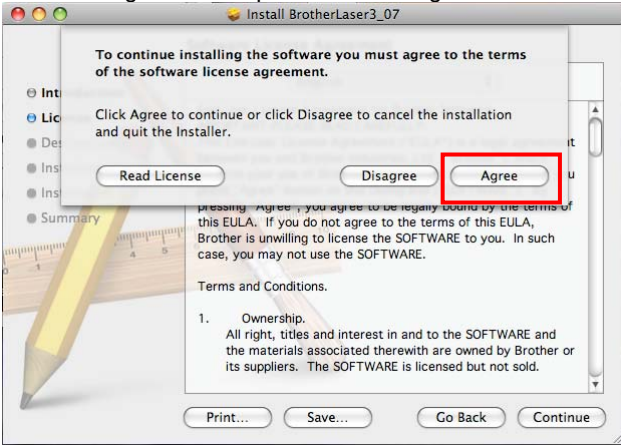 Install BrotherLaser3_07
To continue installing the software you must agree to the terms
of the software license agreement.
Click Agree to continue or click Disagree to cancel the installation
and quit the Installer.
Read License
Disagree
Agree
Int
Lic
De
Ins
Ins
Summary
pressing "Agree", you agree to be legally bound by the terms of
this EULA. If you do not agree to the terms of this EULA,
Brother is unwilling to license the SOFTWARE to you. In such
case, you may not use the SOFTWARE.
Terms and Conditions.
1. Ownership.
All right, titles and interest in and to the SOFTWARE and
the materials associated therewith are owned by Brother or
its suppliers. The SOFTWARE is licensed but not sold.
Print...
Save...
Go Back
Continue